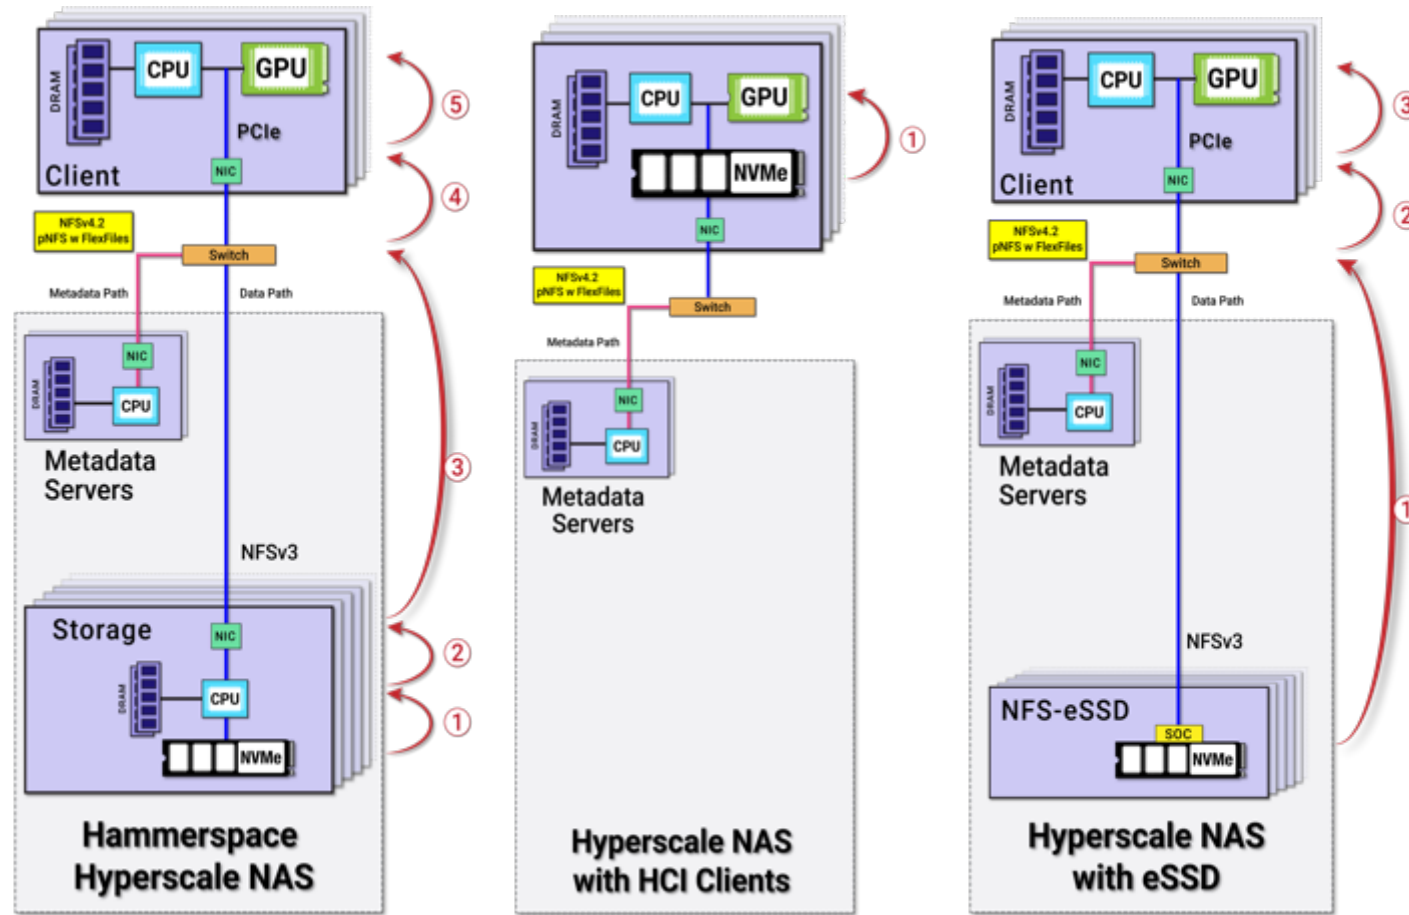 DRAM
CPU
GPU
PCIe
Client
NIC
⑤
④
NFSv4.2
pNFS w FlexFiles
Switch
Metadata Path
Data Path
NIC
DRAM
CPU
Metadata
Servers
③
NFSv3
Storage
NIC
②
DRAM
CPU
①
NVMe
Hammerspace
Hyperscale NAS
DRAM
CPU
GPU
①
NVMe
NIC
NFSv4.2
pNFS w FlexFiles
Switch
Metadata Path
NIC
DRAM
CPU
Metadata
Servers
Hyperscale NAS
with HCI Clients
DRAM
CPU
GPU
③
PCIe
Client
NIC
②
NFSv4.2
pNFS w FlexFiles
Switch
Metadata Path
Data Path
NIC
DRAM
CPU
Metadata
Servers
①
NFSv3
NFS-eSSD
SOC
NVMe
Hyperscale NAS
with eSSD